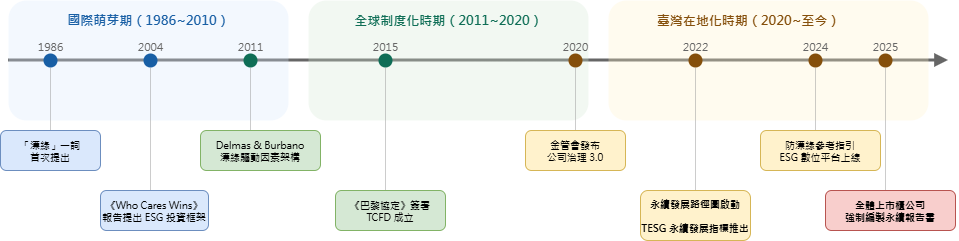 國際萌芽期（1986~2010）
全球制度化時期（2011~2020）
臺灣在地化時期（2020~至今）
1986
2004
2011
2015
2020
2022
2024
2025
「漂綠」一詞
首次提出
Delmas & Burbano
漂綠驅動因素架構
金管會發布
公司治理 3.0
防漂綠參考指引
ESG 數位平台上線
《Who Cares Wins》
報告提出 ESG 投資框架
《巴黎協定》簽署
TCFD 成立
永續發展路徑圖啟動
TESG 永續發展指標推出
全體上市櫃公司
強制編製永續報告書